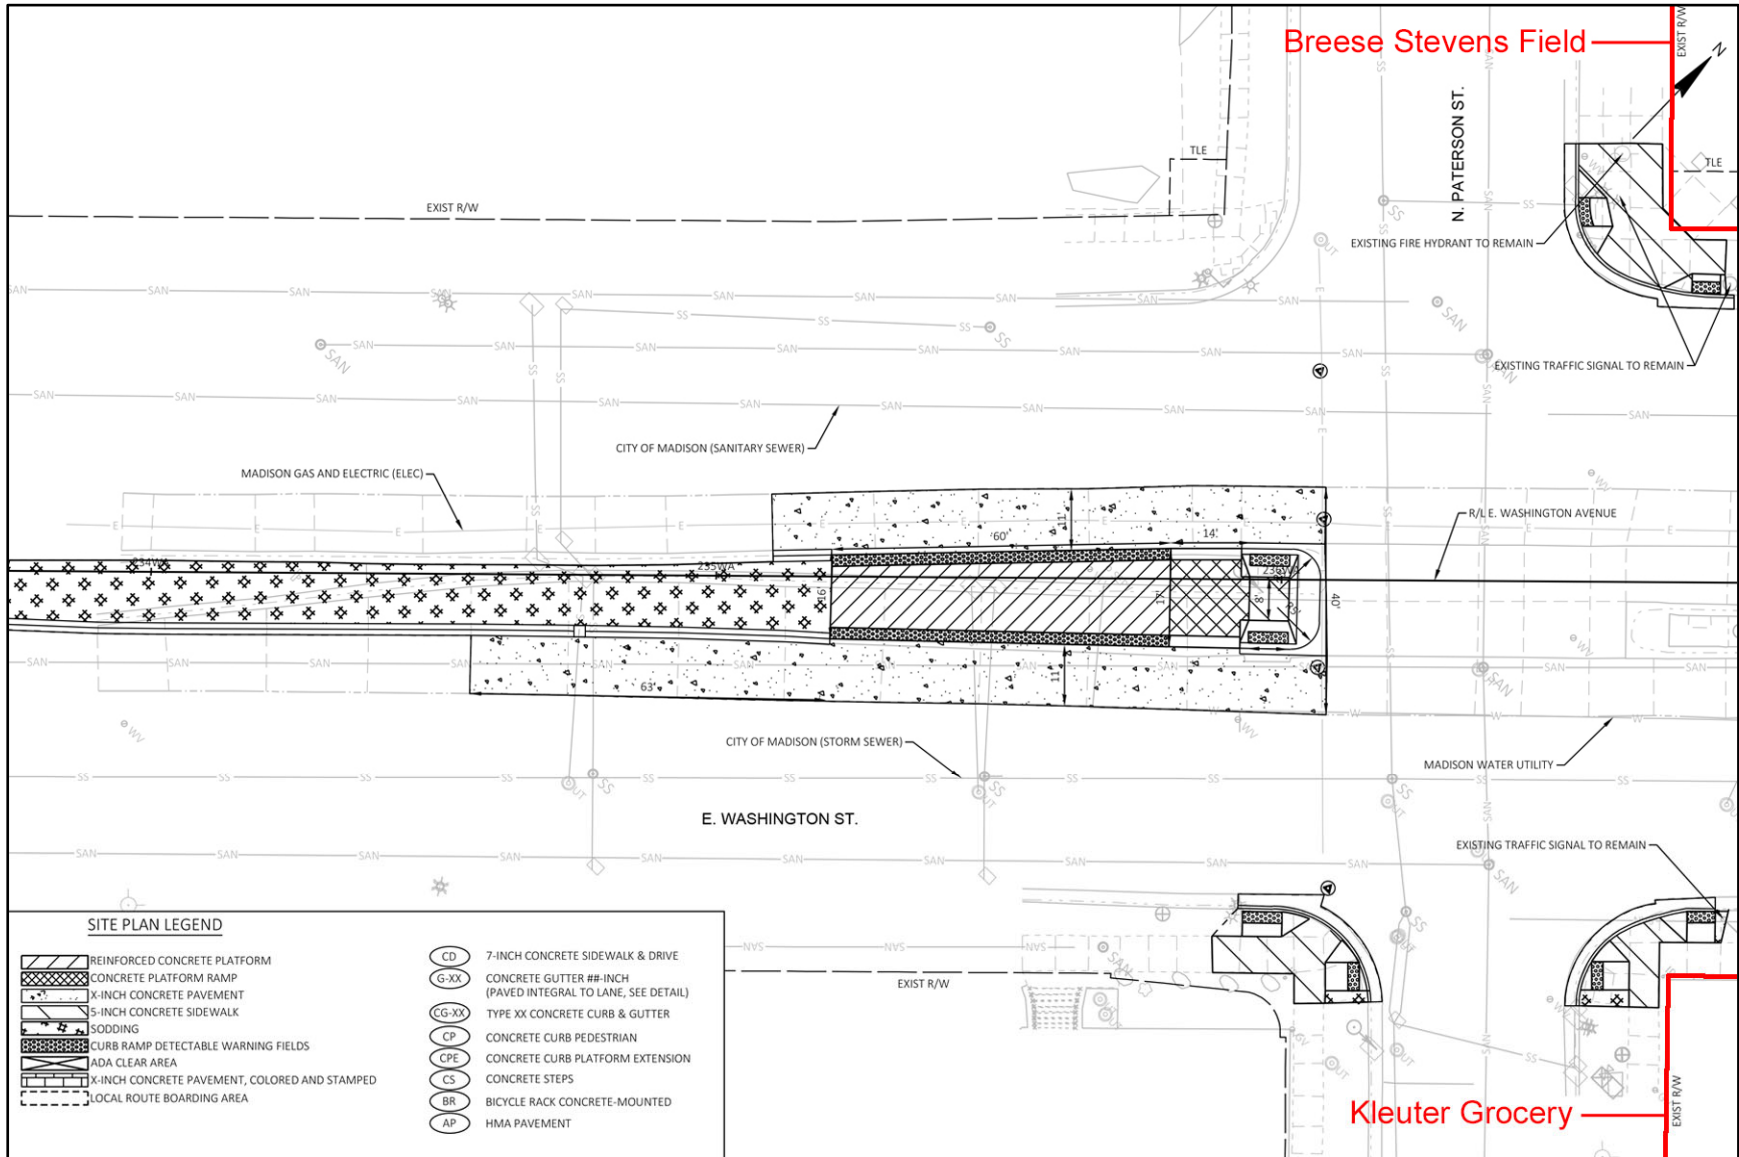 Breese Stevens Field
EXIST R/W
N
N. PATERSON ST.
TLE
TLE
EXIST R/W
EXISTING FIRE HYDRANT TO REMAIN
EXISTING TRAFFIC SIGNAL TO REMAIN
CITY OF MADISON (SANITARY SEWER)
MADISON GAS AND ELECTRIC (ELEC)
R/L E. WASHINGTON AVENUE
11'
60'
14'
234WA
235WA
16'
17'
8'
40'
11'
63'
CITY OF MADISON (STORM SEWER)
MADISON WATER UTILITY
E. WASHINGTON ST.
EXISTING TRAFFIC SIGNAL TO REMAIN
EXIST R/W
Kleuter Grocery
EXIST R/W
SITE PLAN LEGEND
REINFORCED CONCRETE PLATFORM
CONCRETE PLATFORM RAMP
X-INCH CONCRETE PAVEMENT
5-INCH CONCRETE SIDEWALK
SODDING
CURB RAMP DETECTABLE WARNING FIELDS
ADA CLEAR AREA
X-INCH CONCRETE PAVEMENT, COLORED AND STAMPED
LOCAL ROUTE BOARDING AREA
CD 7-INCH CONCRETE SIDEWALK & DRIVE
G-XX CONCRETE GUTTER ##-INCH
(PAVED INTEGRAL TO LANE, SEE DETAIL)
CG-XX TYPE XX CONCRETE CURB & GUTTER
CP CONCRETE CURB PEDESTRIAN
CPE CONCRETE CURB PLATFORM EXTENSION
CS CONCRETE STEPS
BR BICYCLE RACK CONCRETE-MOUNTED
AP HMA PAVEMENT